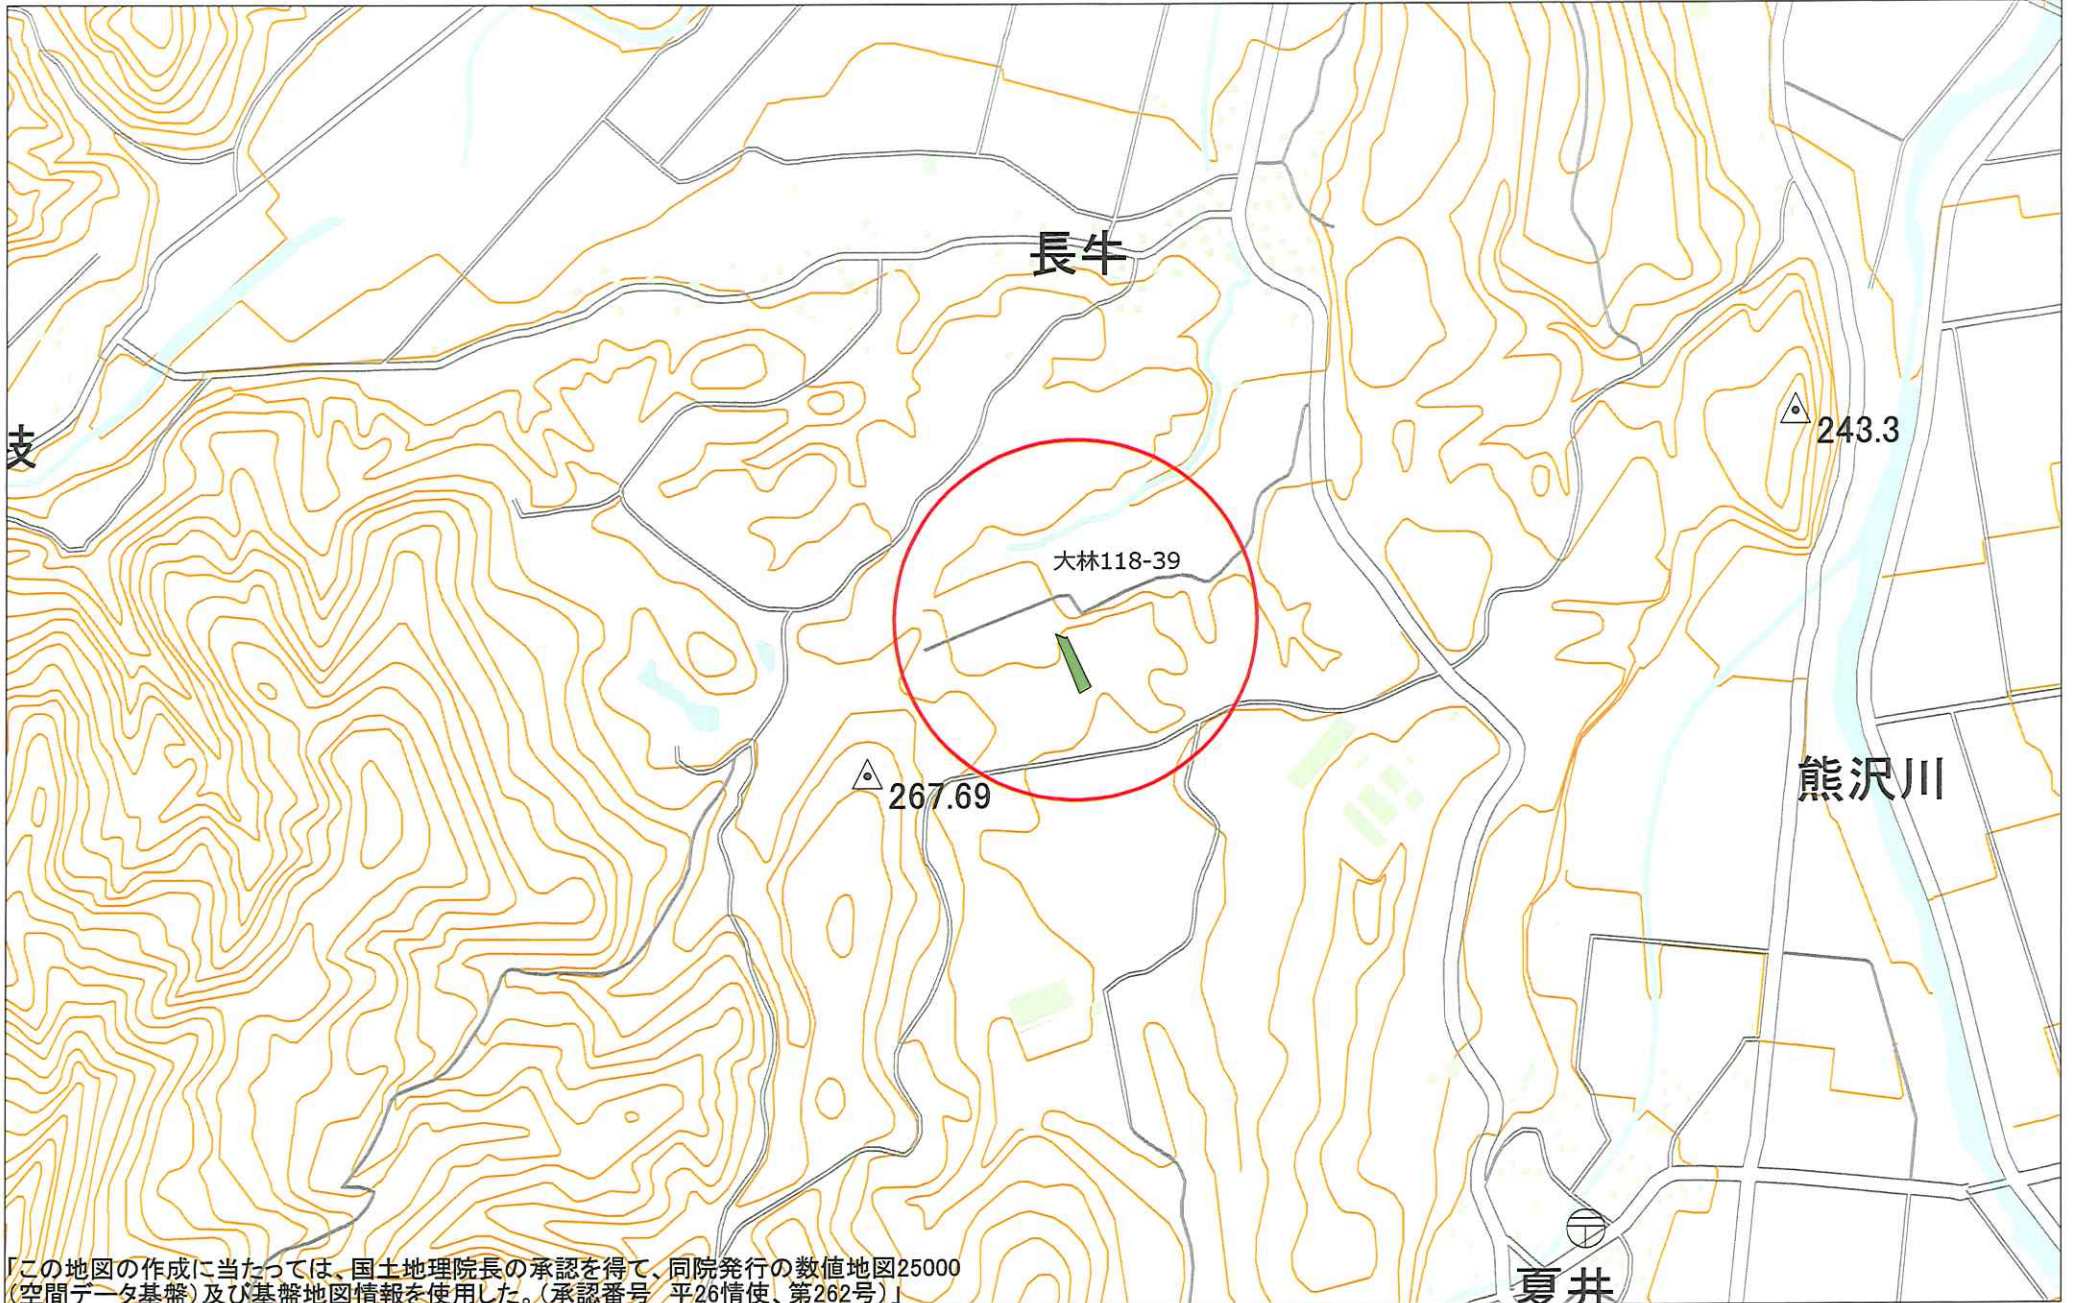 長牛
243.3
枝
大林118-39
267.69
熊沢川
夏井
「この地図の作成に当たっては、国土地理院長の承認を得て、同院発行の数値地図25000
(空間データ基盤)及び基盤地図情報を使用した。(承認番号 平26情使、第262号)」